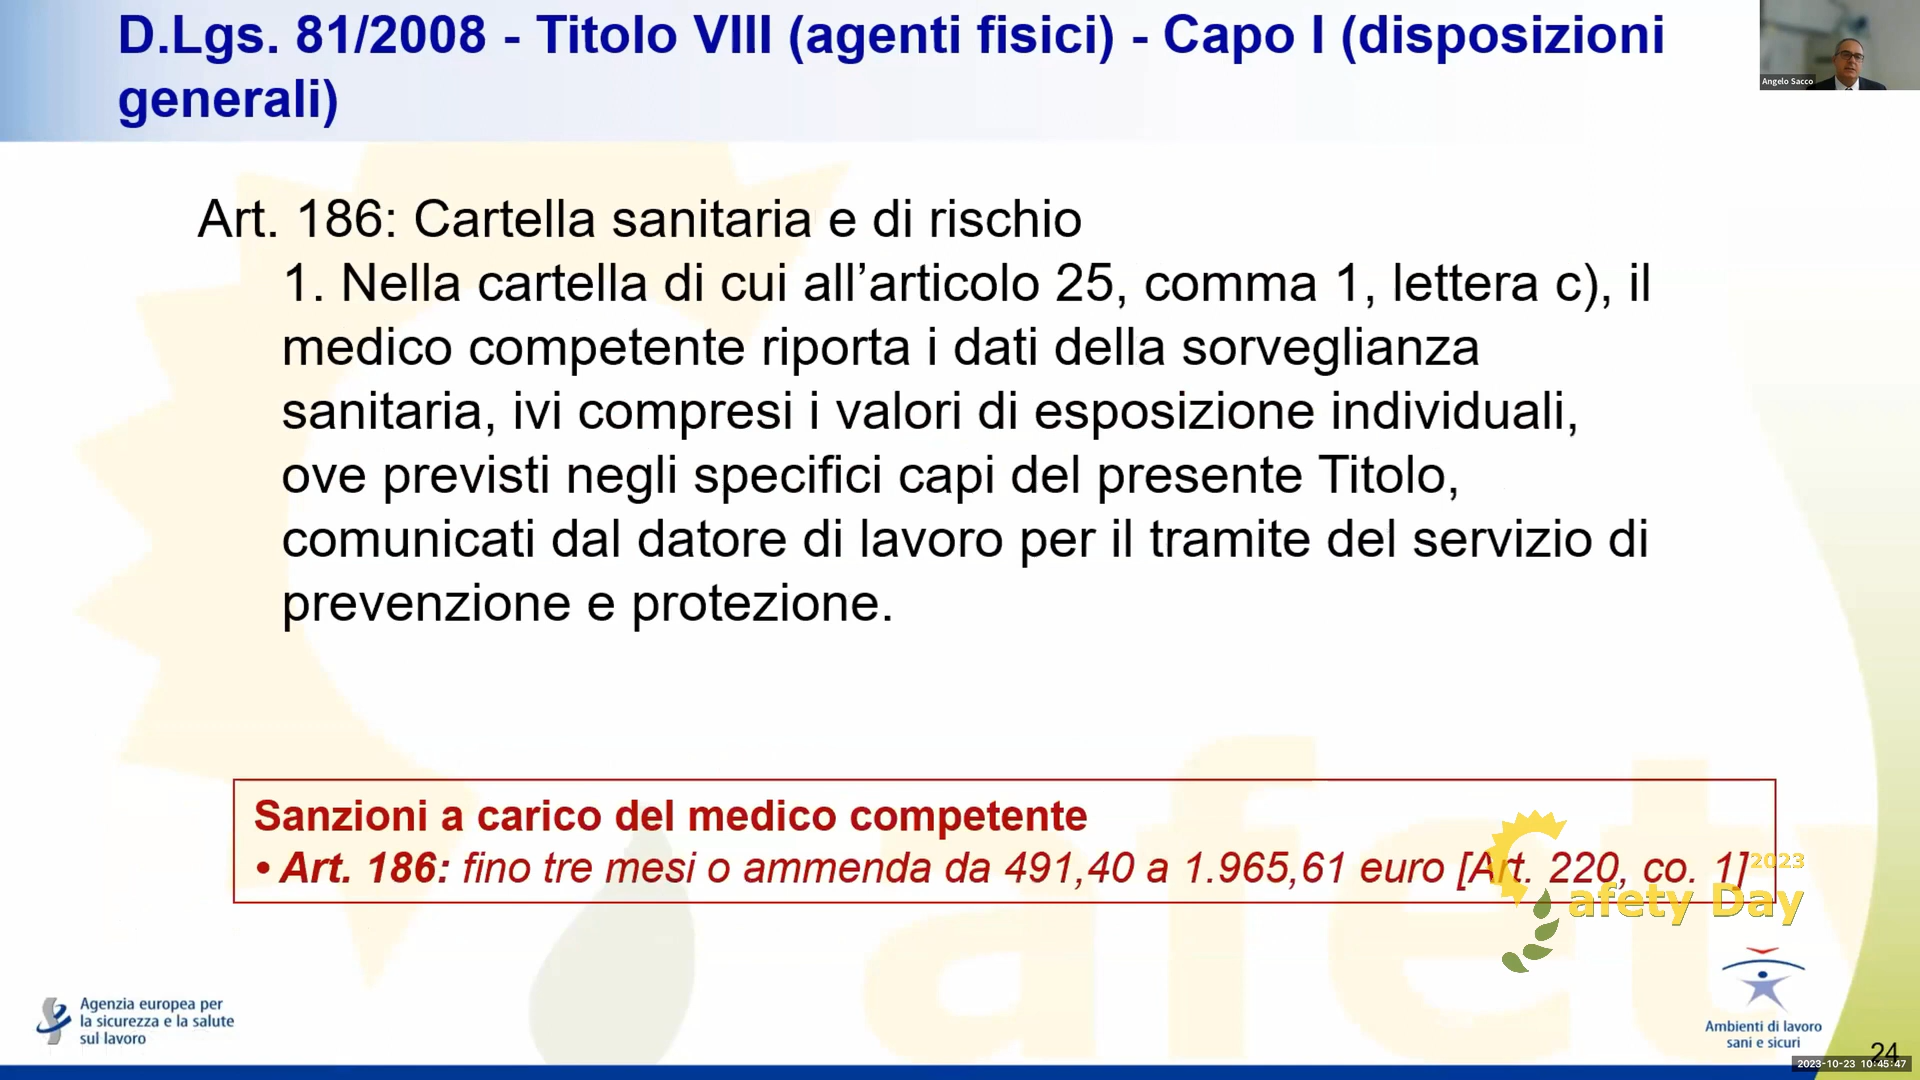 D.Lgs. 81/2008 - Titolo VIII (agenti fisici) - Capo I (disposizioni
generali)
Angelo Sacco
Art. 186: Cartella sanitaria e di rischio
1. Nella cartella di cui all’articolo 25, comma 1, lettera c), il
medico competente riporta i dati della sorveglianza
sanitaria, ivi compresi i valori di esposizione individuali,
ove previsti negli specifici capi del presente Titolo,
comunicati dal datore di lavoro per il tramite del servizio di
prevenzione e protezione.
Sanzioni a carico del medico competente
• Art. 186: fino tre mesi o ammenda da 491,40 a 1.965,61 euro [Art. 220, co. 1]
2023
afety Day
afety
Agenzia europea per
la sicurezza e la salute
sul lavoro
Ambienti di lavoro
sani e sicuri
24
2023-10-23 10:45:47